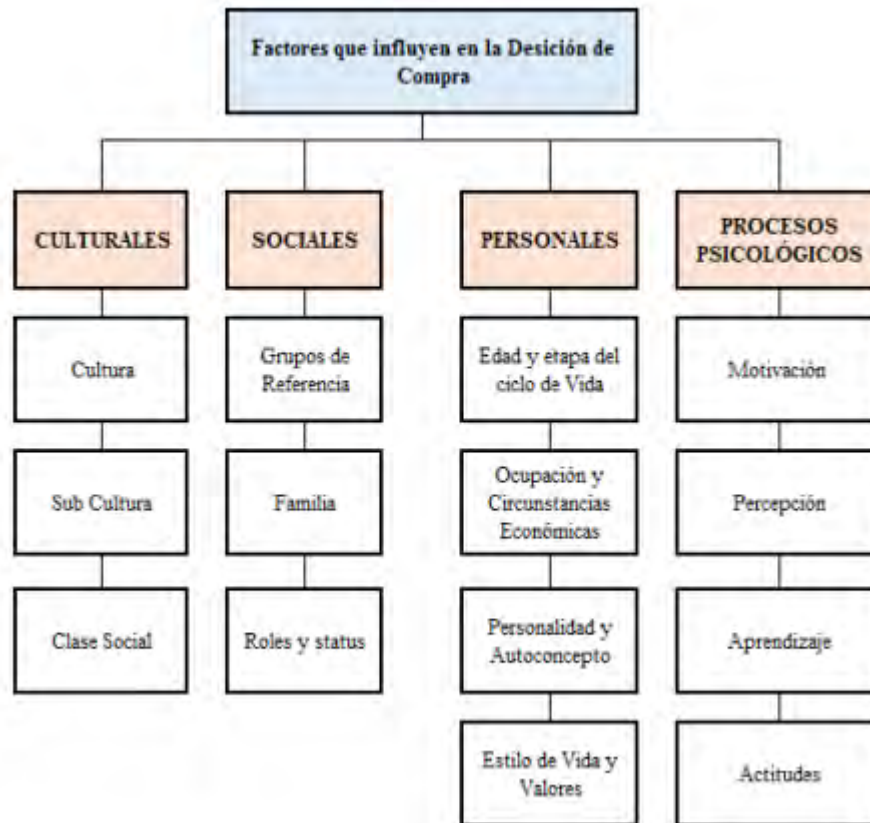 Factores que influyen en la Desición de
Compra
CULTURALES
SOCIALES
PERSONALES
PROCESOS
PSICOLÓGICOS
Cultura
Grupos de
Referencia
Edad y etapa del
ciclo de Vida
Motivación
Sub Cultura
Familia
Ocupación y
Circunstancias
Económicas
Percepción
Clase Social
Roles y status
Personalidad y
Autoconcepto
Aprendizaje
Estilo de Vida y
Valores
Actitudes